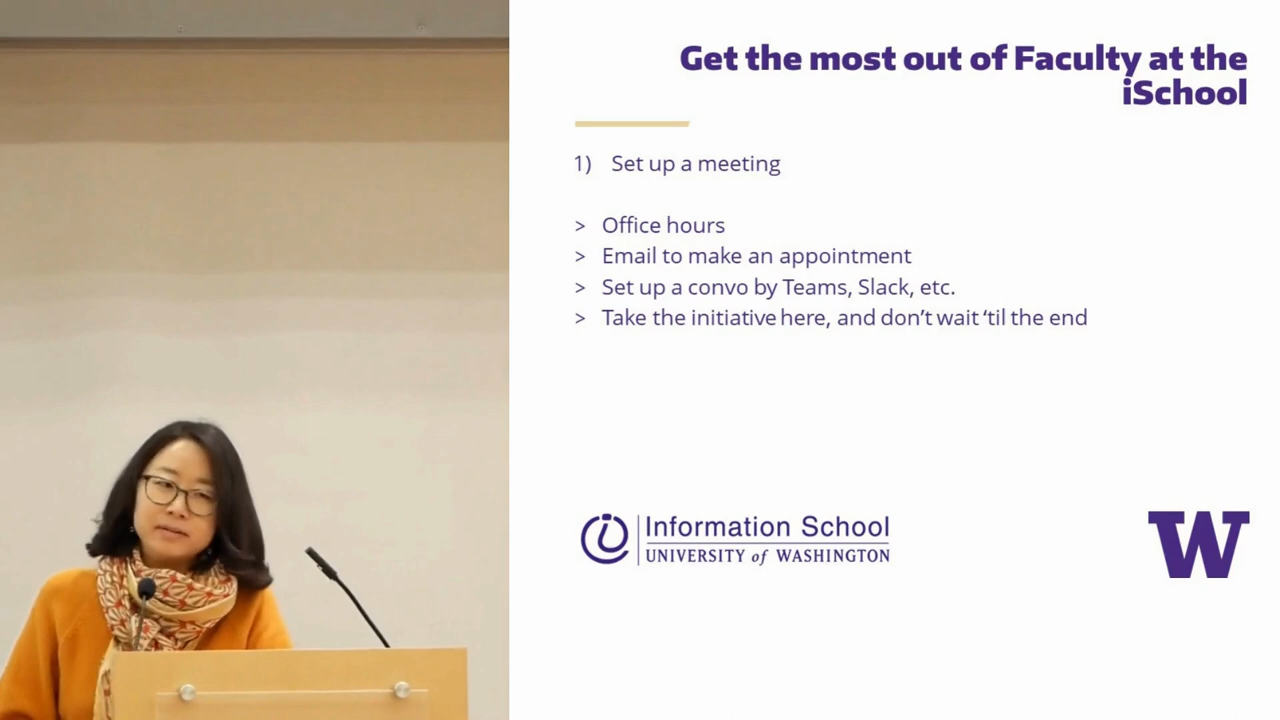 Get the most out of Faculty at the
iSchool
1) Set up a meeting
> Office hours
> Email to make an appointment
> Set up a convo by Teams, Slack, etc.
> Take the initiative here, and don’t wait ‘til the end
i Information School
UNIVERSITY of WASHINGTON
W